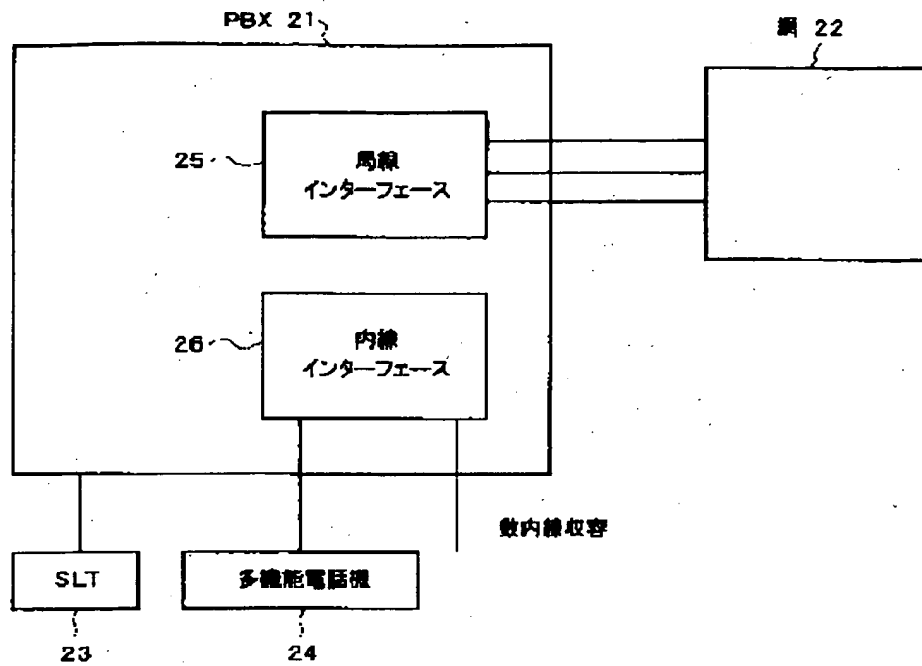 PBX 21
網 22
25
局線
インターフェース
26
内線
インターフェース
数内線収容
SLT
多機能電話機
23
24